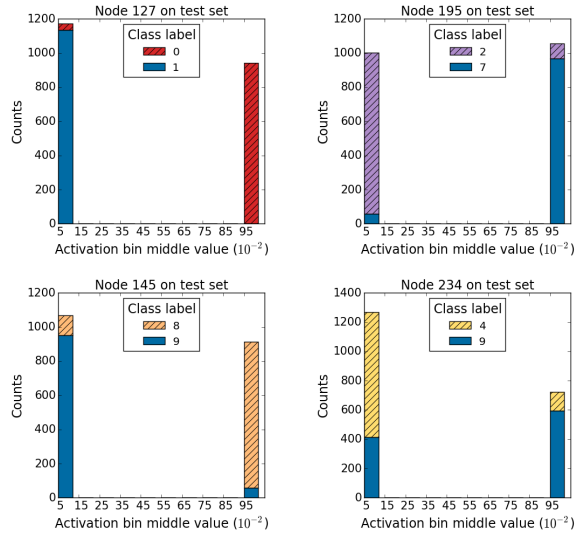 Node 127 on test set
Class label
0
1
Counts
1200
1000
800
600
400
200
0
5 15 25 35 45 55 65 75 85 95
Activation bin middle value (10⁻²)
Node 195 on test set
Class label
2
7
Counts
1200
1000
800
600
400
200
0
5 15 25 35 45 55 65 75 85 95
Activation bin middle value (10⁻²)
Node 145 on test set
Class label
8
9
Counts
1200
1000
800
600
400
200
0
5 15 25 35 45 55 65 75 85 95
Activation bin middle value (10⁻²)
Node 234 on test set
Class label
4
9
Counts
1400
1200
1000
800
600
400
200
0
5 15 25 35 45 55 65 75 85 95
Activation bin middle value (10⁻²)